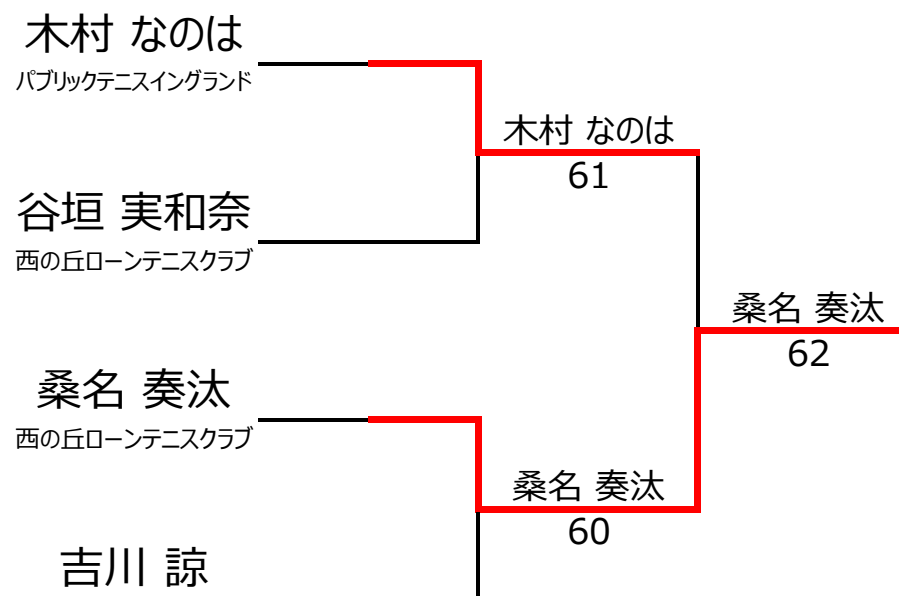 木村 なのは
パブリックテニスイングランド
木村 なのは
61
谷垣 実和奈
西の丘ローンテニスクラブ
桑名 奏汰
62
桑名 奏汰
西の丘ローンテニスクラブ
桑名 奏汰
60
吉川 諒